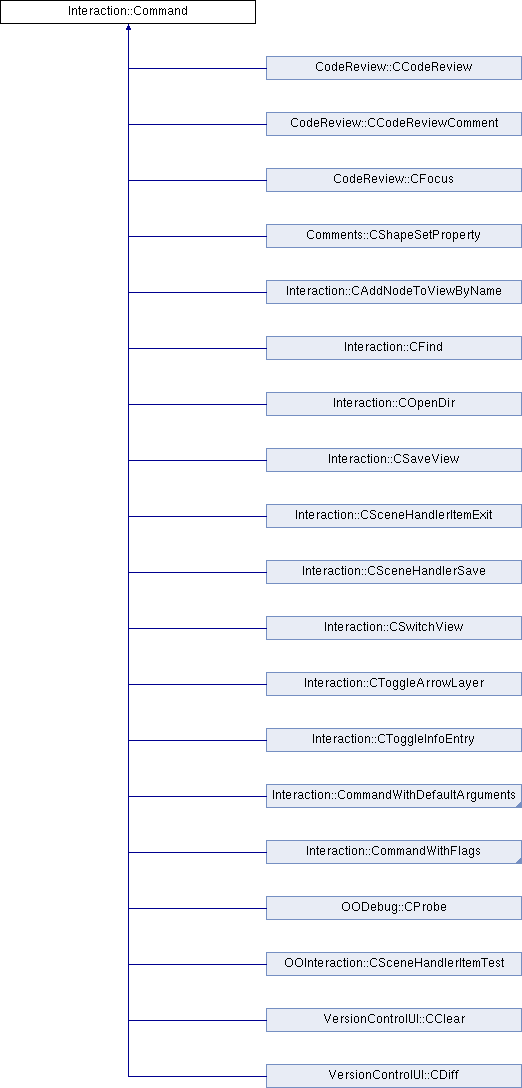 Interaction::Command
CodeReview::CCodeReview
CodeReview::CCodeReviewComment
CodeReview::CFocus
Comments::CShapeSetProperty
Interaction::CAddNodeToViewByName
Interaction::CFind
Interaction::COpenDir
Interaction::CSaveView
Interaction::CSceneHandlerItemExit
Interaction::CSceneHandlerSave
Interaction::CSwitchView
Interaction::CToggleArrowLayer
Interaction::CToggleInfoEntry
Interaction::CommandWithDefaultArguments
Interaction::CommandWithFlags
OODebug::CProbe
OOInteraction::CSceneHandlerItemTest
VersionControlUI::CClear
VersionControlUI::CDiff